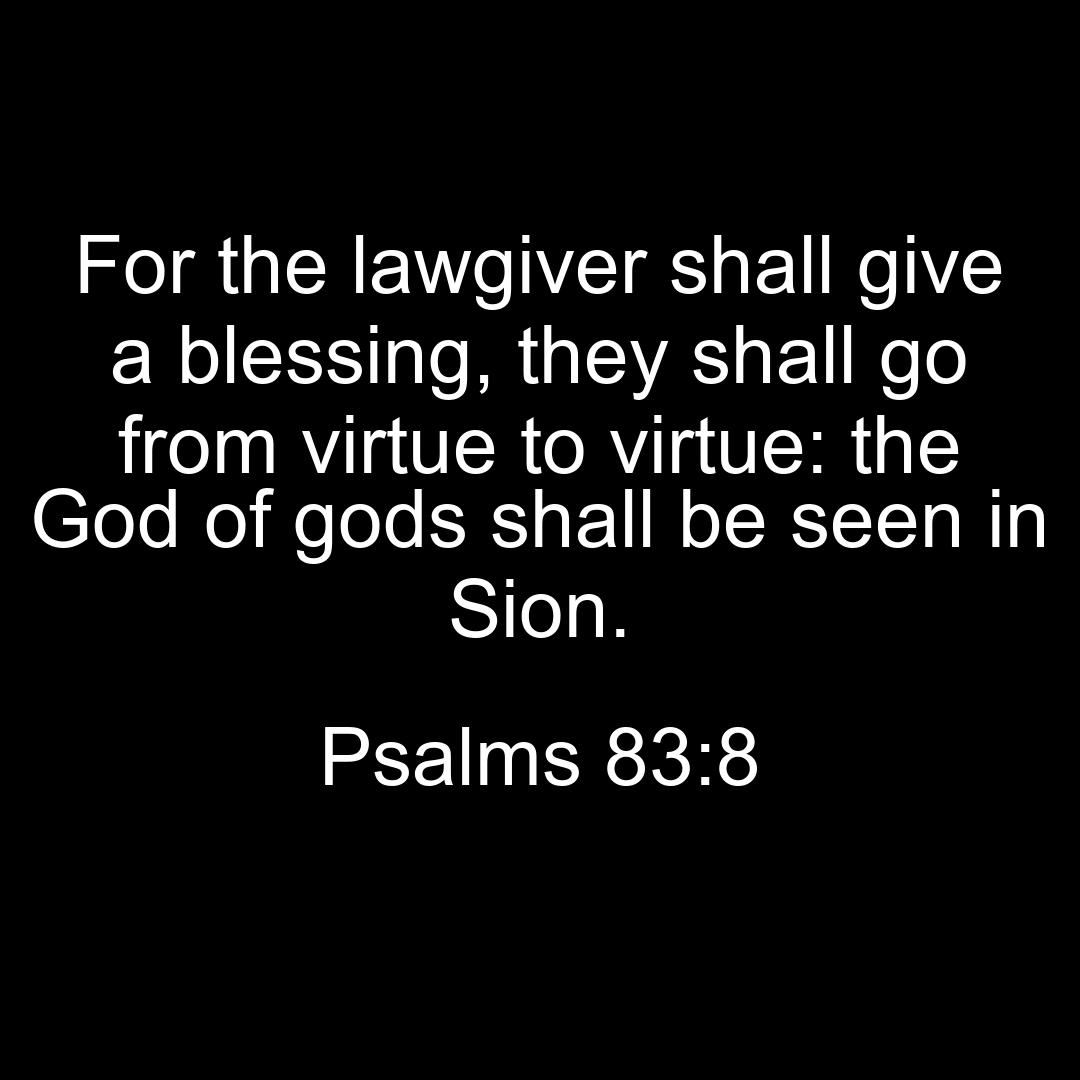 For the lawgiver shall give
a blessing, they shall go
from virtue to virtue: the
God of gods shall be seen in
Sion.
Psalms 83:8